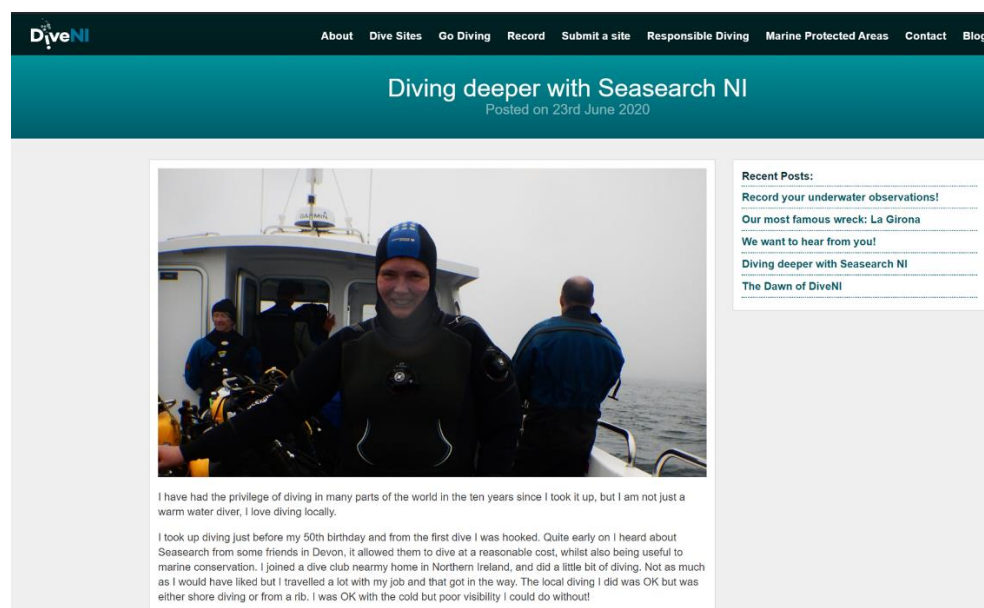 DiveNI
About Dive Sites Go Diving Record Submit a site Responsible Diving Marine Protected Areas Contact Blog
Diving deeper with Seasearch NI
Posted on 23rd June 2020
GARMIN
I have had the privilege of diving in many parts of the world in the ten years since I took it up, but I am not just a
warm water diver, I love diving locally.
I took up diving just before my 50th birthday and from the first dive I was hooked. Quite early on I heard about
Seasearch from some friends in Devon, it allowed them to dive at a reasonable cost, whilst also being useful to
marine conservation. I joined a dive club nearmy home in Northern Ireland, and did a little bit of diving. Not as much
as I would have liked but I travelled a lot with my job and that got in the way. The local diving I did was OK but was
either shore diving or from a rib. I was OK with the cold but poor visibility I could do without!
Recent Posts:
Record your underwater observations!
Our most famous wreck: La Girona
We want to hear from you!
Diving deeper with Seasearch NI
The Dawn of DiveNI